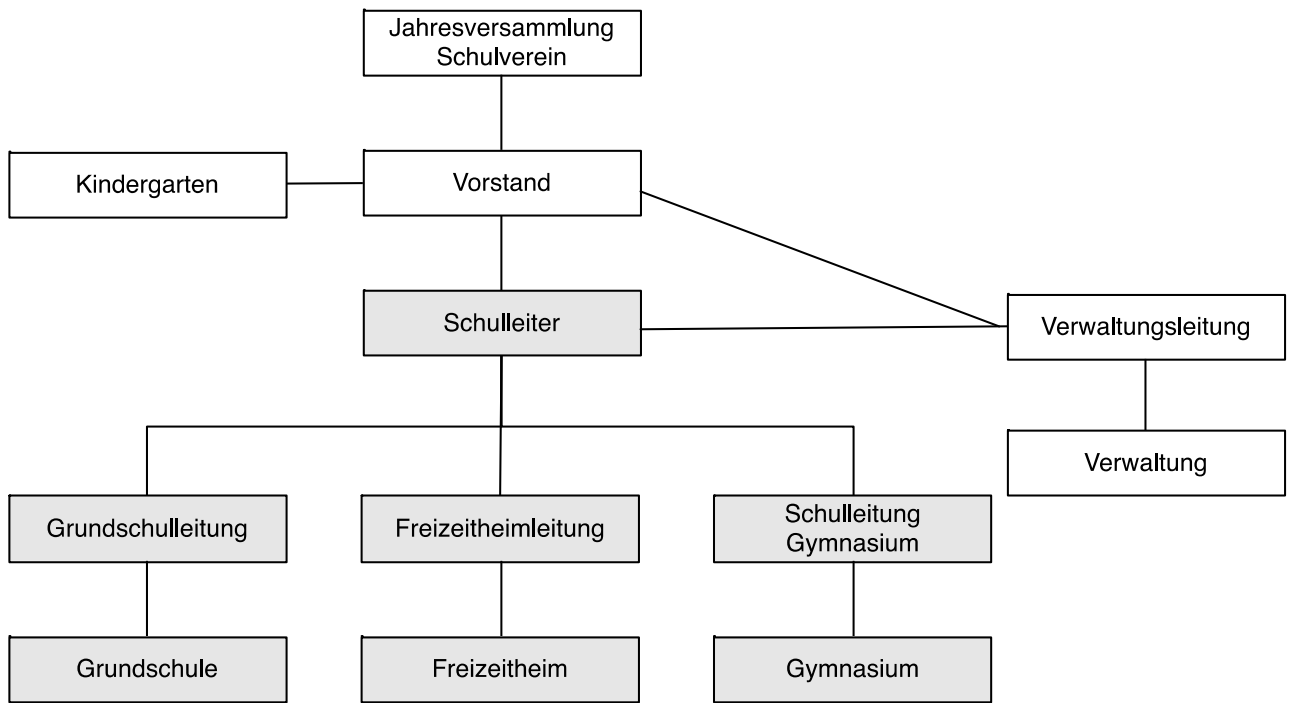 Jahresversammlung
Schulverein
Kindergarten
Vorstand
Schulleiter
Verwaltungsleitung
Verwaltung
Grundschulleitung
Freizeitheimleitung
Schulleitung
Gymnasium
Grundschule
Freizeitheim
Gymnasium